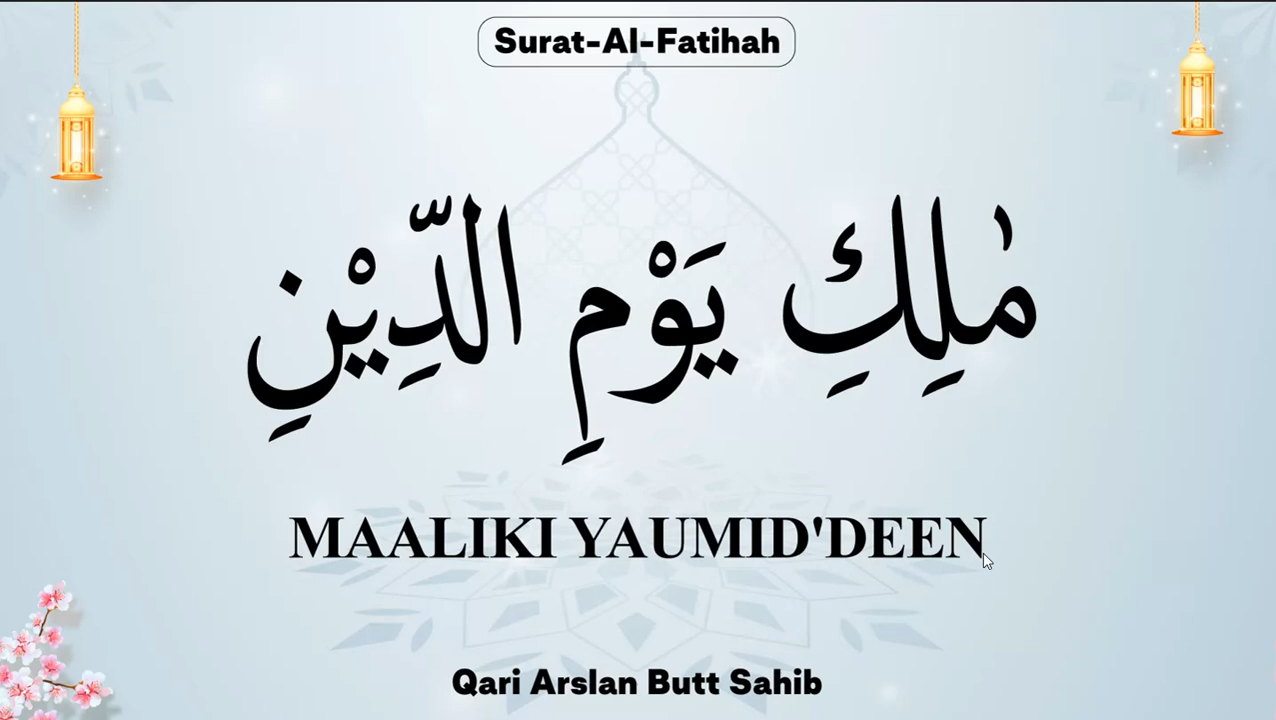 Surat-Al-Fatihah
مٰلِكِ يَوْمِ الدِّيْنِ
MAALIKI YAUMID'DEEN
Qari Arslan Butt Sahib